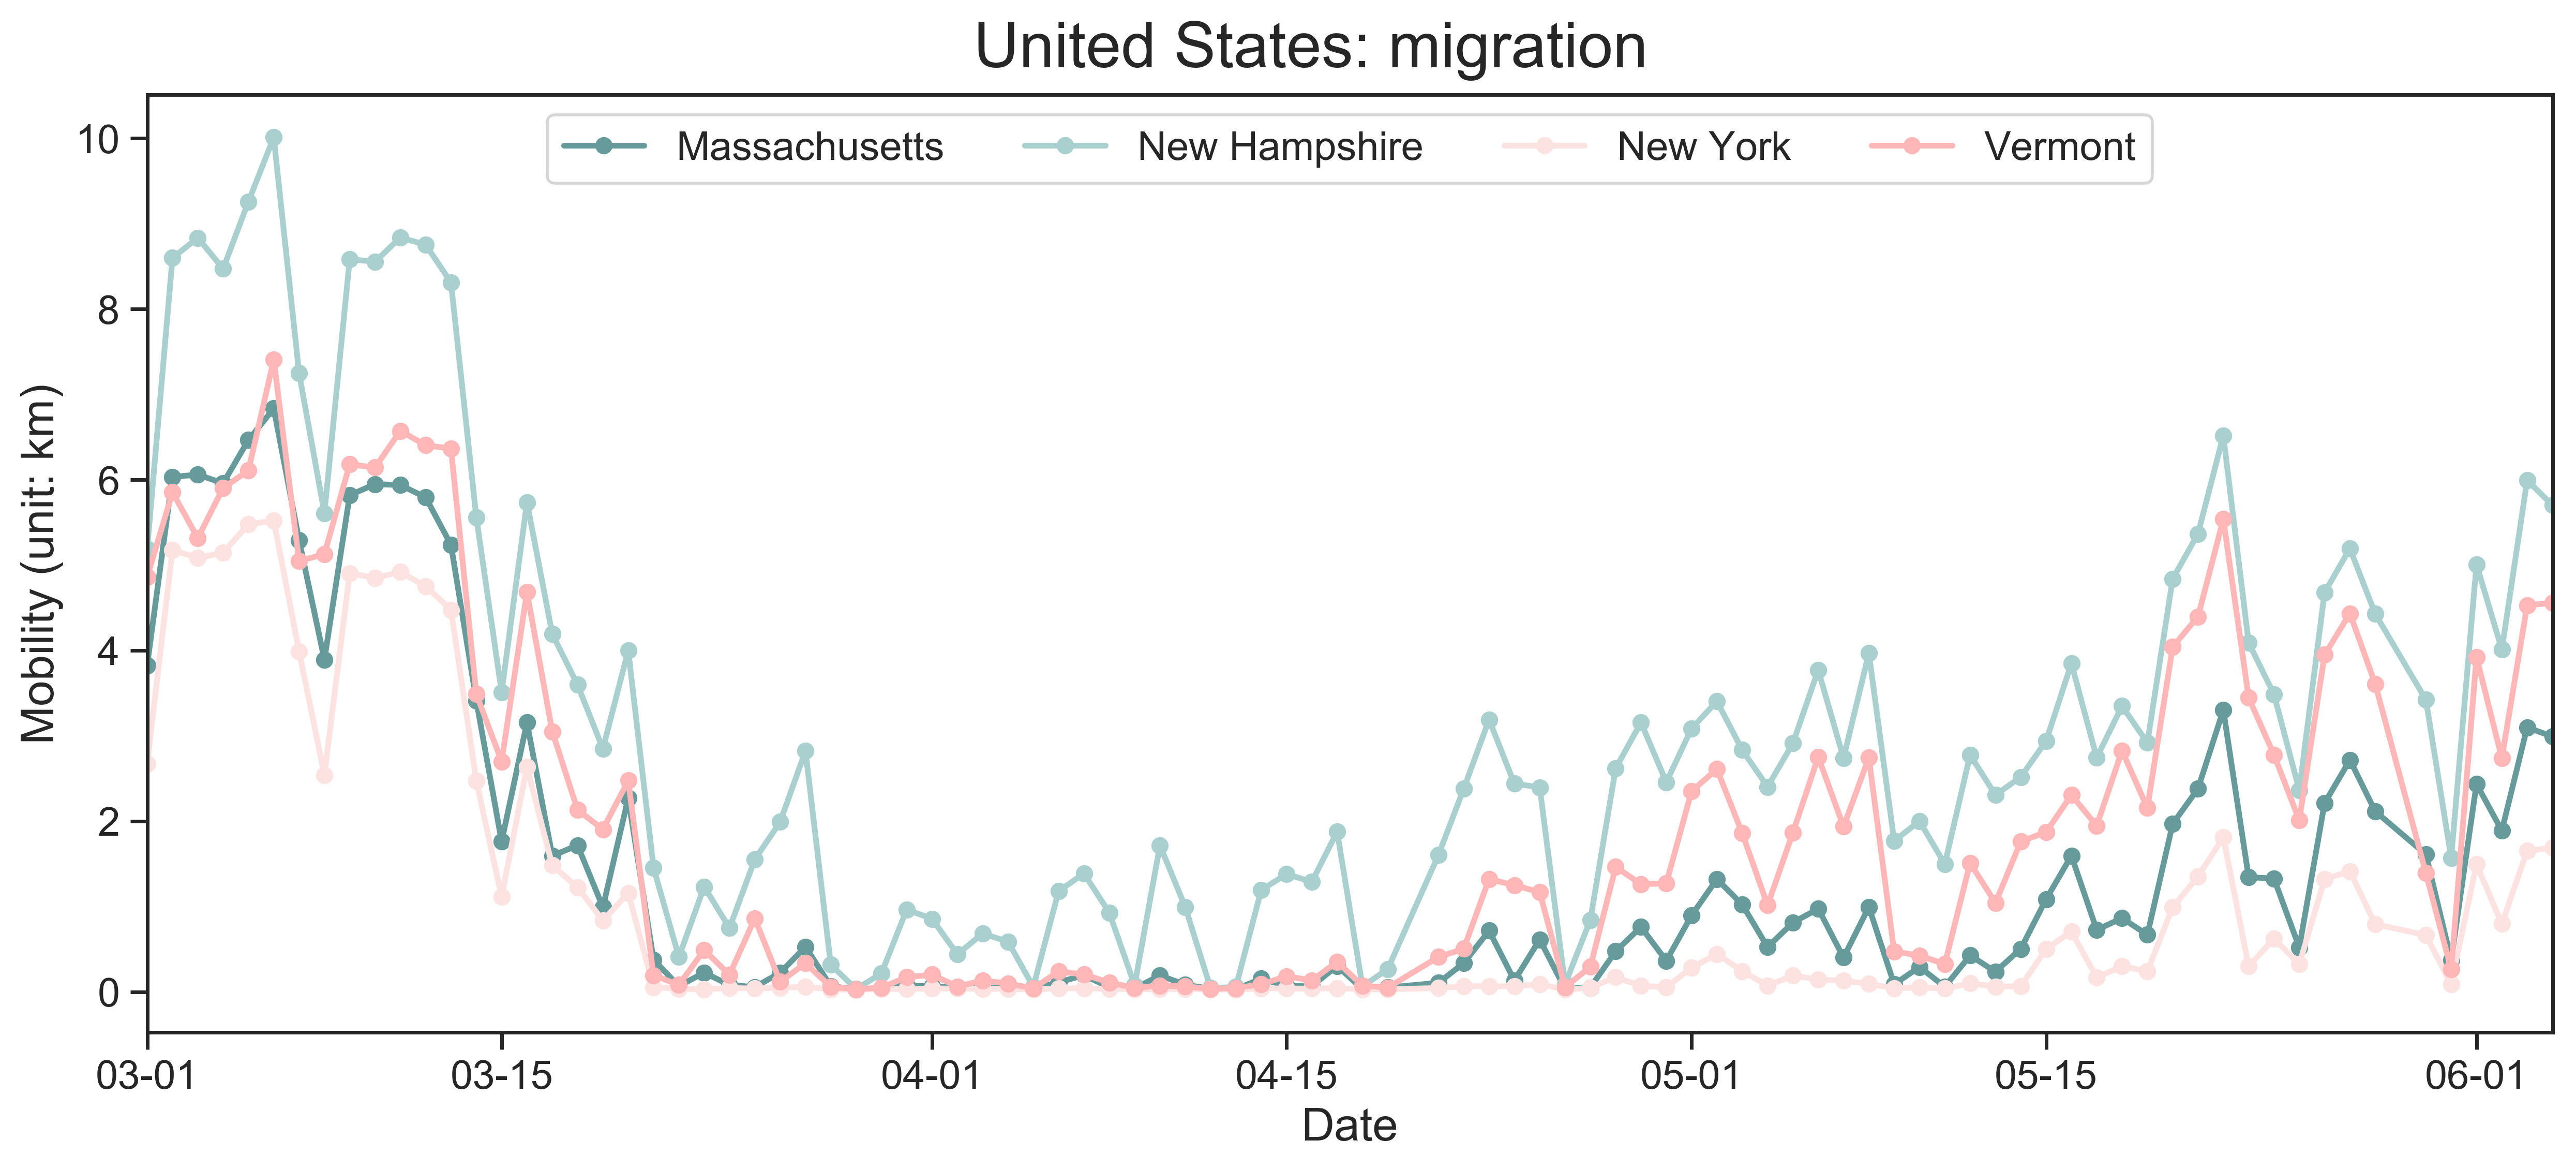 United States: migration
Massachusetts New Hampshire New York Vermont
10
8
6
4
2
0
Mobility (unit: km)
03-01 03-15 04-01 04-15 05-01 05-15 06-01
Date